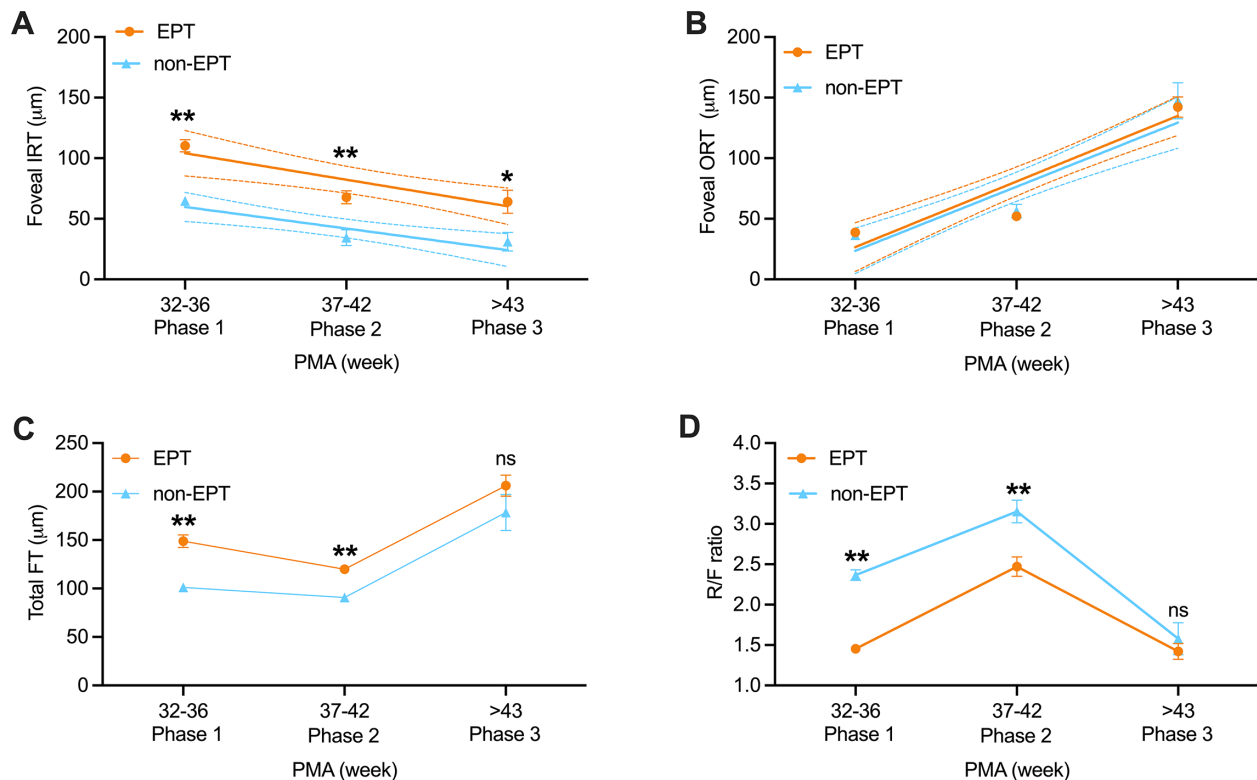 A
EPT
non-EPT
Foveal IRT (μm)
200
150
100
50
0
**
**
*
32-36
Phase 1
37-42
Phase 2
>43
Phase 3
PMA (week)
B
EPT
non-EPT
Foveal ORT (μm)
200
150
100
50
0
32-36
Phase 1
37-42
Phase 2
>43
Phase 3
PMA (week)
C
EPT
non-EPT
Total FT (μm)
250
200
150
100
50
0
**
**
ns
32-36
Phase 1
37-42
Phase 2
>43
Phase 3
PMA (week)
D
EPT
non-EPT
R/F ratio
4.0
3.5
3.0
2.5
2.0
1.5
1.0
**
**
ns
32-36
Phase 1
37-42
Phase 2
>43
Phase 3
PMA (week)